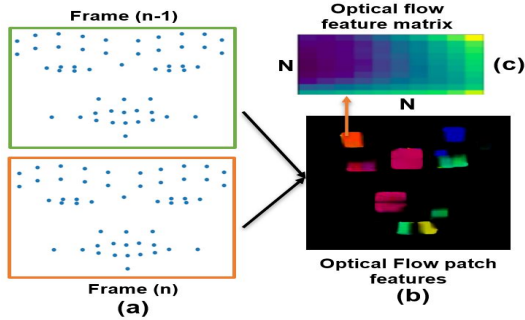 Frame (n-1)
Optical flow
feature matrix
N
(c)
N
Frame (n)
(a)
Optical Flow patch
features
(b)